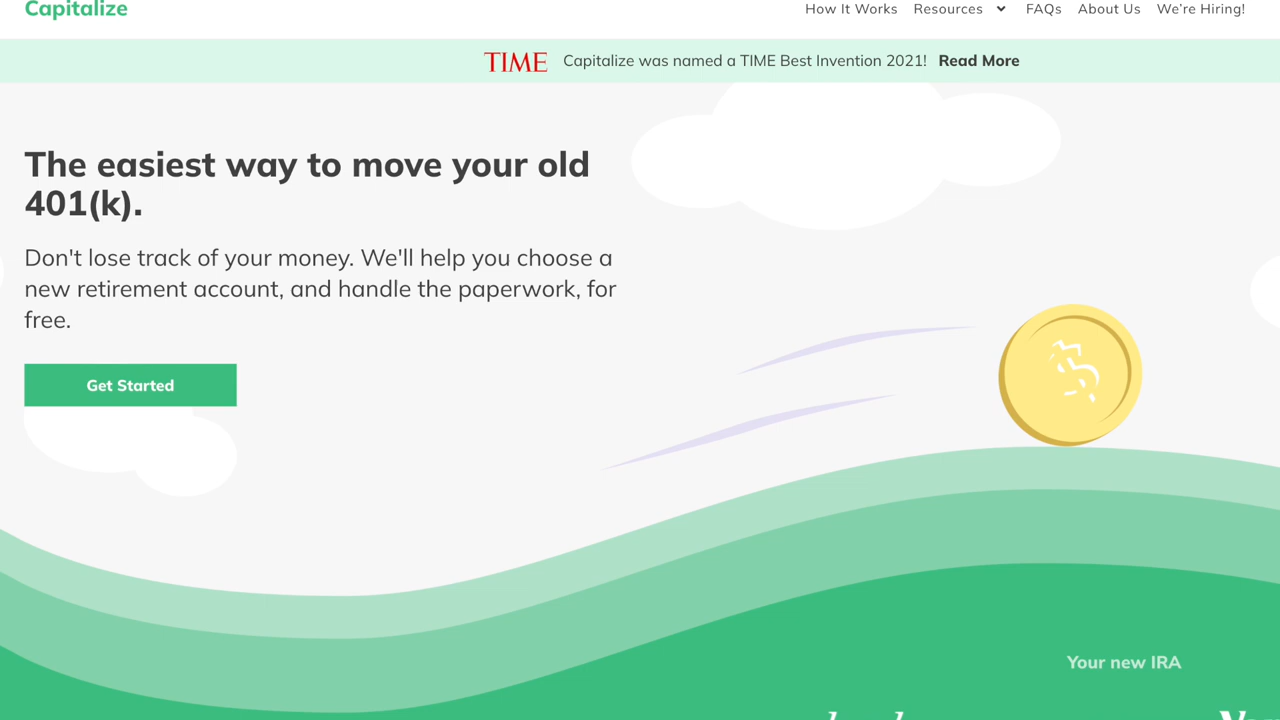 Capitalize
How It Works Resources FAQs About Us We're Hiring!
TIME Capitalize was named a TIME Best Invention 2021! Read More
The easiest way to move your old
401(k).
Don't lose track of your money. We'll help you choose a
new retirement account, and handle the paperwork, for
free.
Get Started
Your new IRA